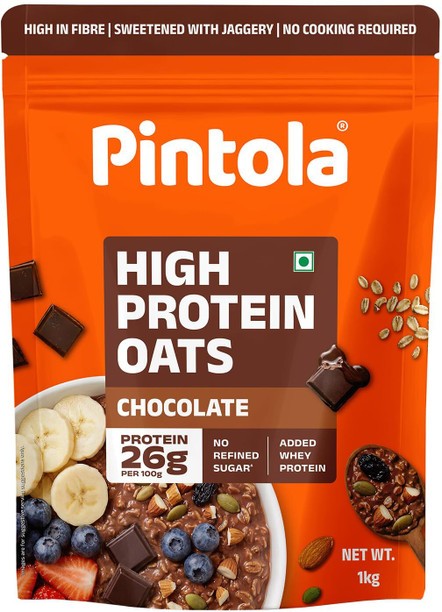 HIGH IN FIBRE | SWEETENED WITH JAGGERY | NO COOKING REQUIRED
Pintola®
HIGH
PROTEIN
OATS
CHOCOLATE
PROTEIN
26g
PER 100g
NO
REFINED
SUGAR*
ADDED
WHEY
PROTEIN
NET WT.
1kg